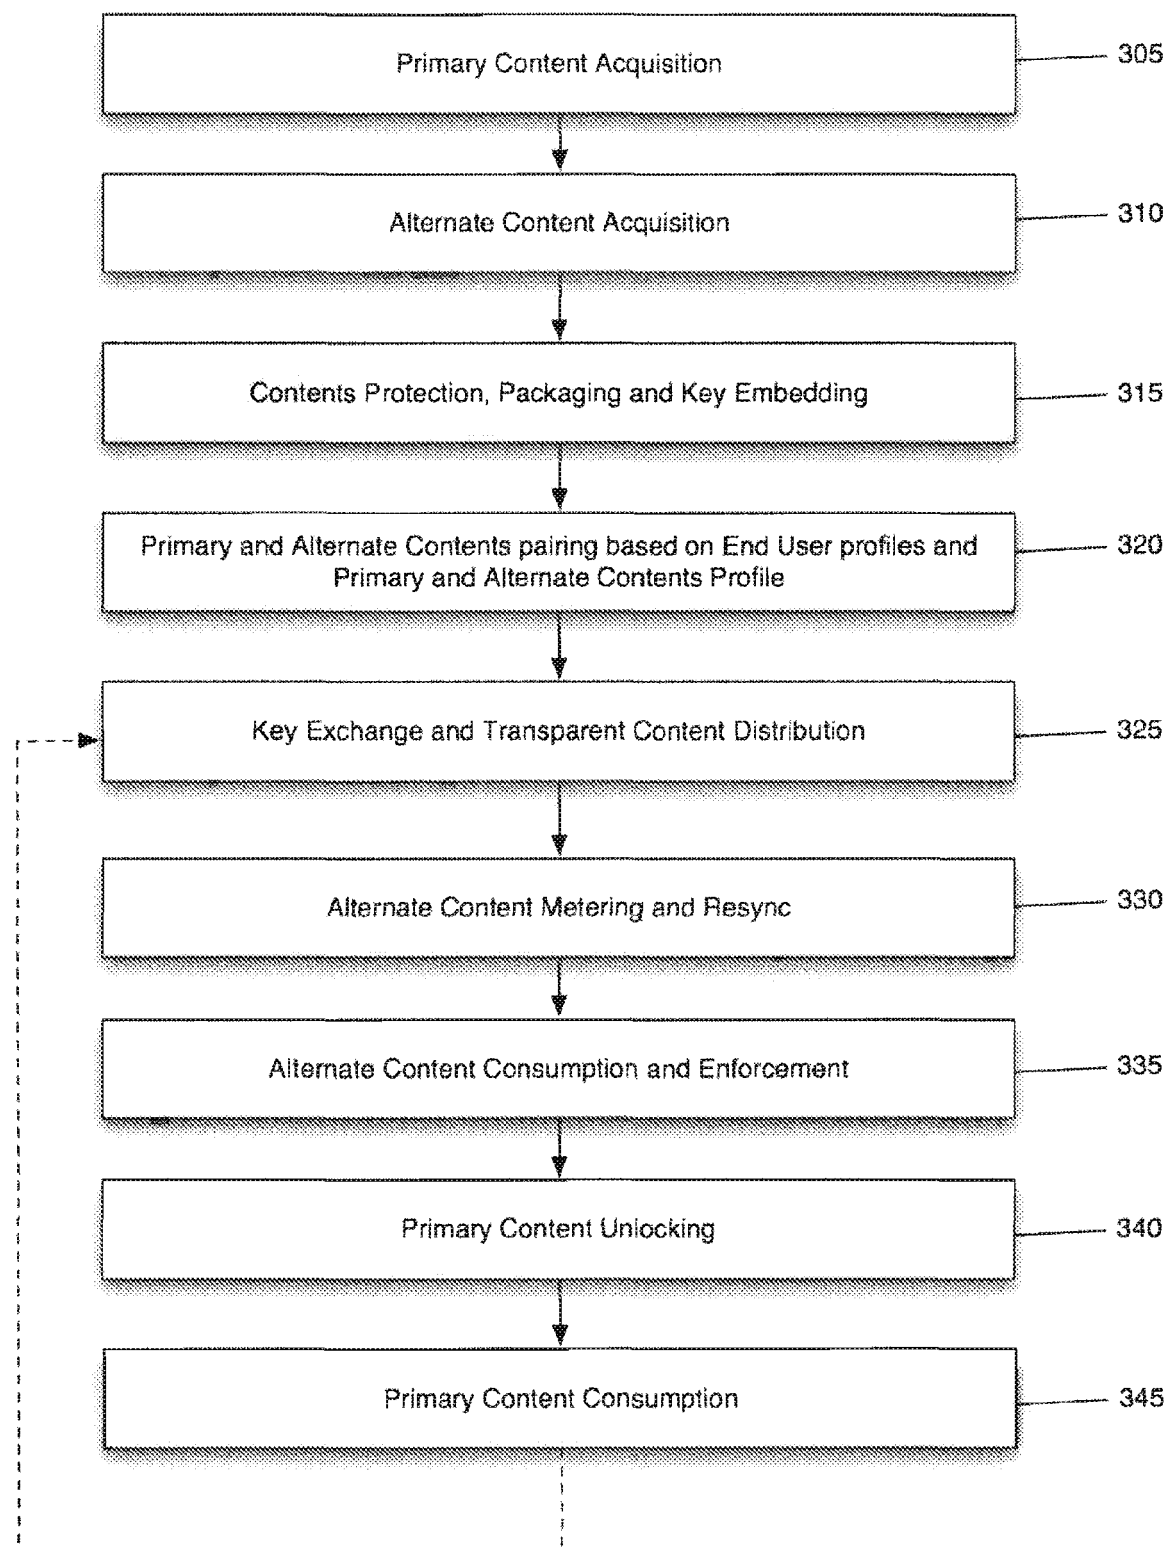 Primary Content Acquisition
305
Alternate Content Acquisition
310
Contents Protection, Packaging and Key Embedding
315
Primary and Alternate Contents pairing based on End User profiles and
Primary and Alternate Contents Profile
320
Key Exchange and Transparent Content Distribution
325
Alternate Content Metering and Resync
330
Alternate Content Consumption and Enforcement
335
Primary Content Unlocking
340
Primary Content Consumption
345